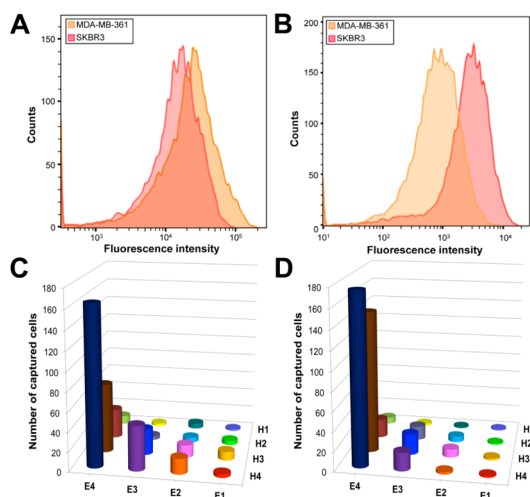 A
MDA-MB-361
SKBR3
150
100
50
0
Counts
10³
10⁴
10⁵
Fluorescence intensity
B
MDA-MB-361
SKBR3
200
150
100
50
0
Counts
10¹
10²
10³
10⁴
Fluorescence intensity
C
180
160
140
120
100
80
60
40
20
0
Number of captured cells
H1
H2
H3
H4
E4
E3
E2
E1
D
180
160
140
120
100
80
60
40
20
0
Number of captured cells
H2
H3
H4
E4
E3
E2
E1